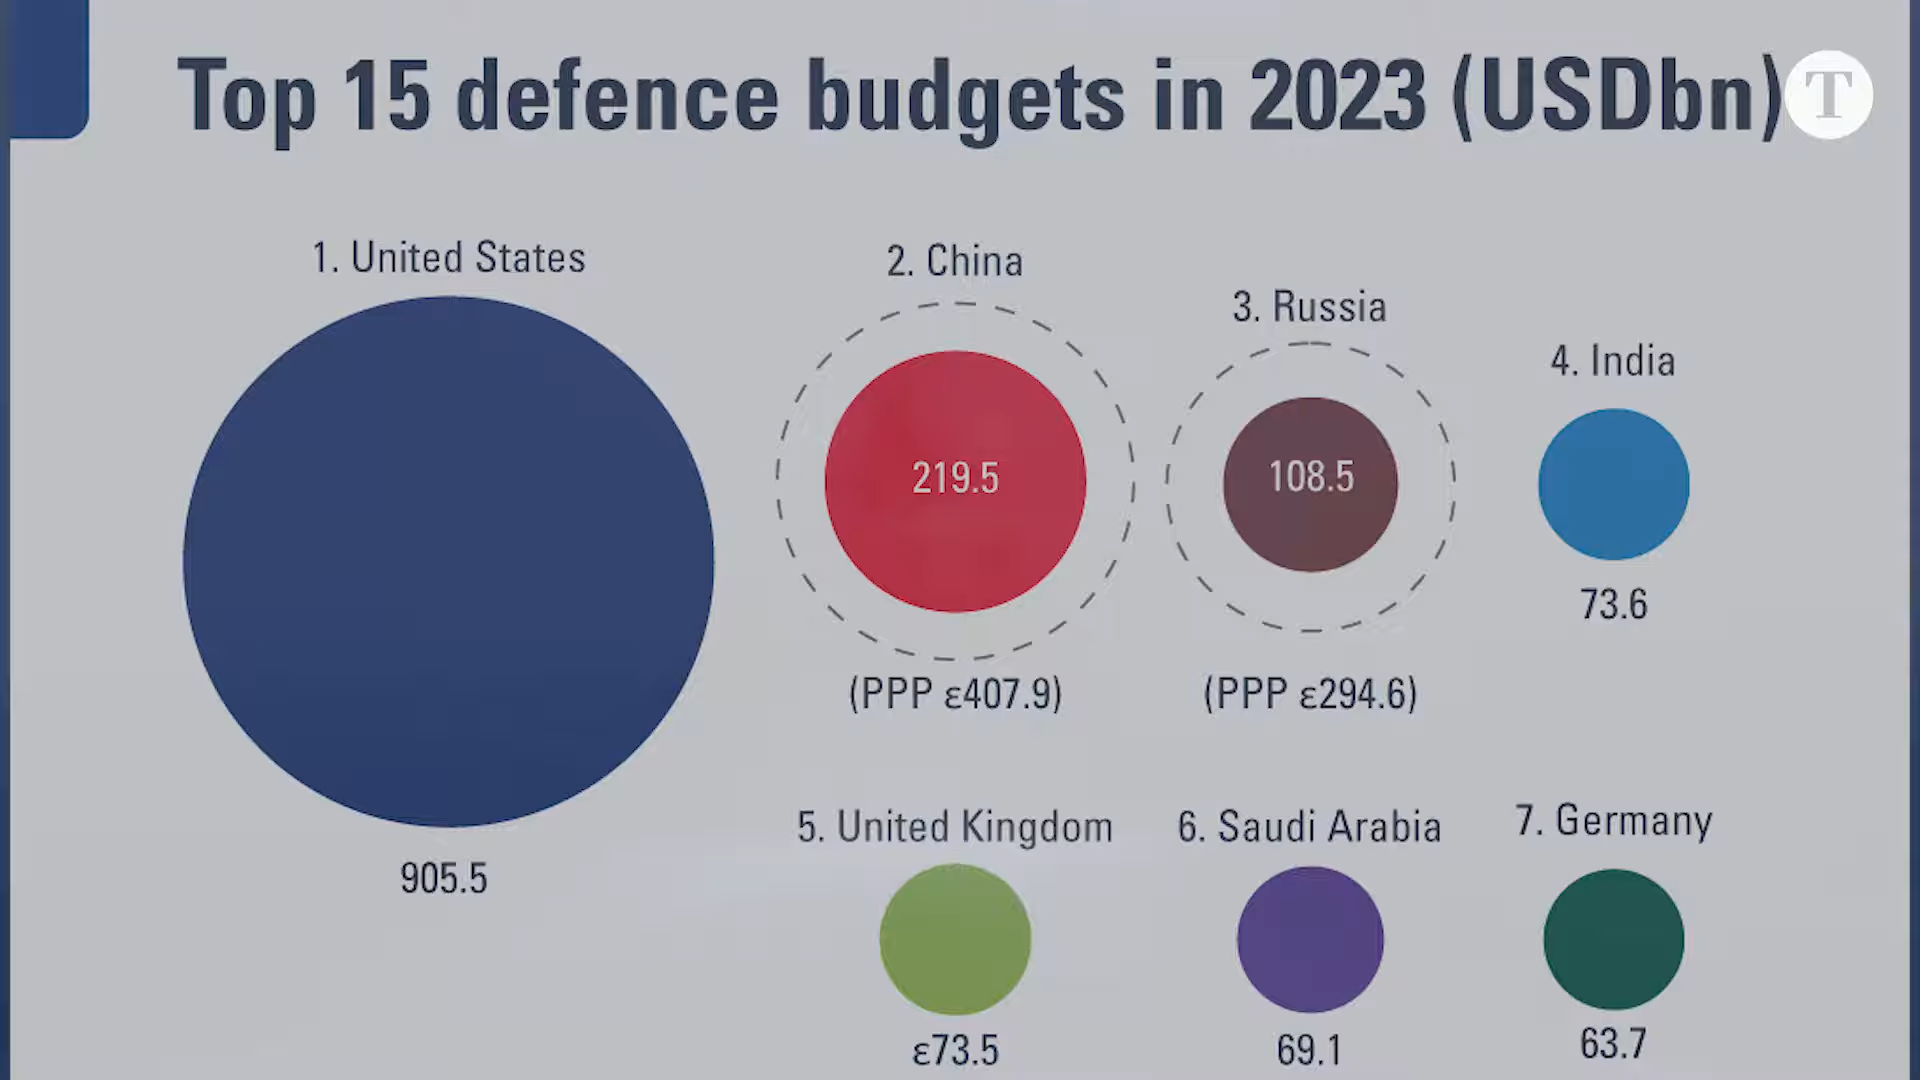 Top 15 defence budgets in 2023 (USDbn)
T
1. United States
905.5
2. China
219.5
(PPP ε407.9)
3. Russia
108.5
(PPP ε294.6)
4. India
73.6
5. United Kingdom
ε73.5
6. Saudi Arabia
69.1
7. Germany
63.7